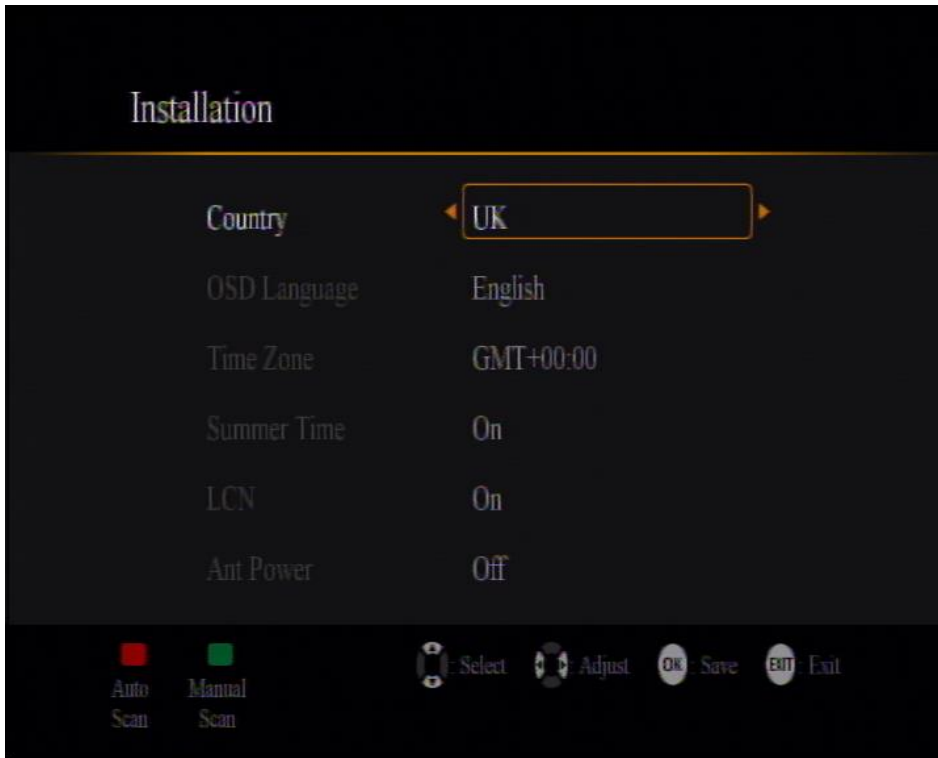 Installation
Country UK
OSD Language English
Time Zone GMT+00:00
Summer Time On
LCN On
Ant Power Off
Auto Scan
Manual Scan
: Select
: Adjust
OK : Save
EXIT : Exit